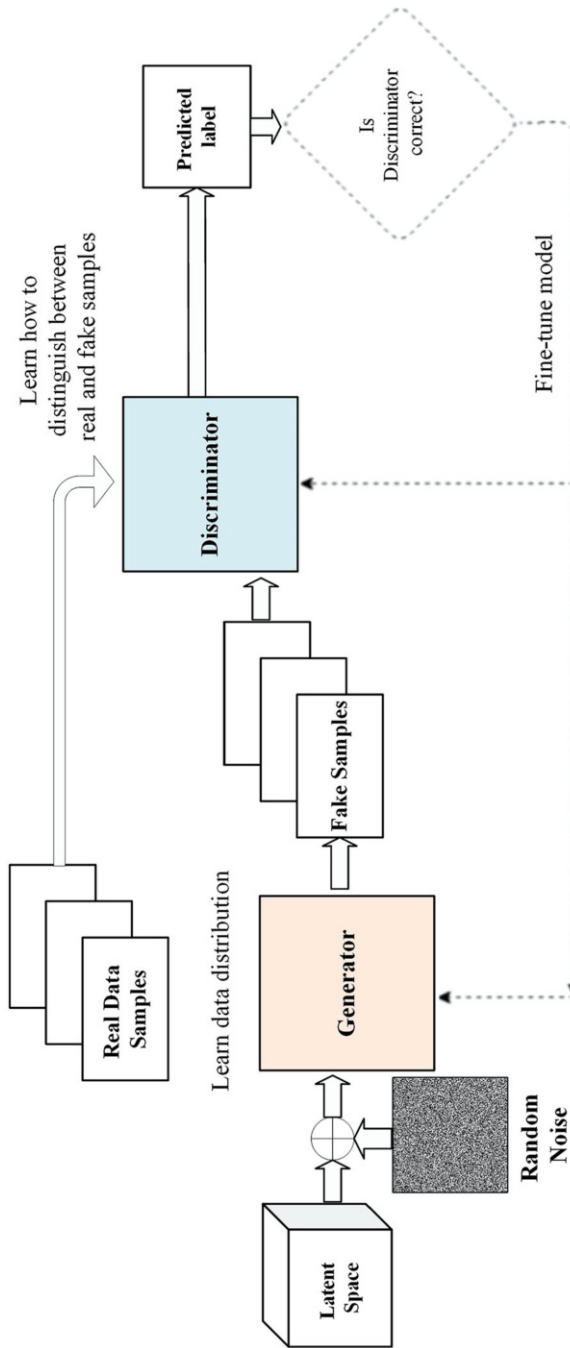 Latent
Space
Random
Noise
Learn data distribution
Generator
Real Data
Samples
Fake Samples
Learn how to
distinguish between
real and fake samples
Discriminator
Predicted
label
Is
Discriminator
correct?
Fine-tune model